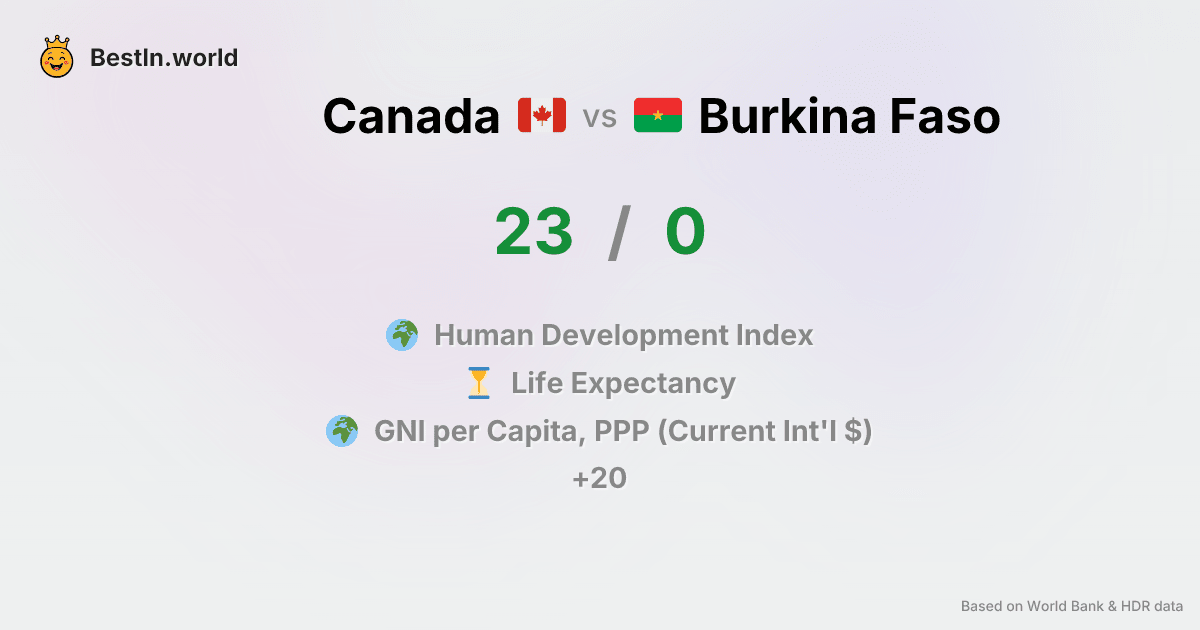 BestIn.world
Canada vs Burkina Faso
23 / 0
Human Development Index
Life Expectancy
GNI per Capita, PPP (Current Int'l $)
+20
Based on World Bank & HDR data